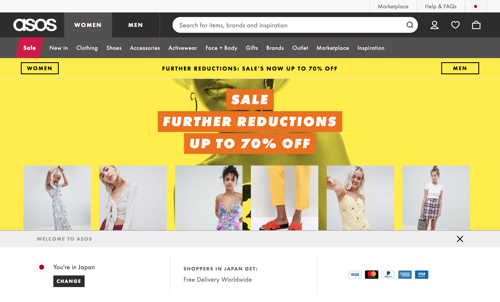 Marketplace Help & FAQs
asos WOMEN MEN Search for items, brands and inspiration
Sale New in Clothing Shoes Accessories Activewear Face + Body Gifts Brands Outlet Marketplace Inspiration
WOMEN FURTHER REDUCTIONS: SALE'S NOW UP TO 70% OFF MEN
SALE
FURTHER REDUCTIONS
UP TO 70% OFF
WELCOME TO ASOS
You're in Japan
CHANGE
SHOPPERS IN JAPAN GET:
Free Delivery Worldwide
VISA